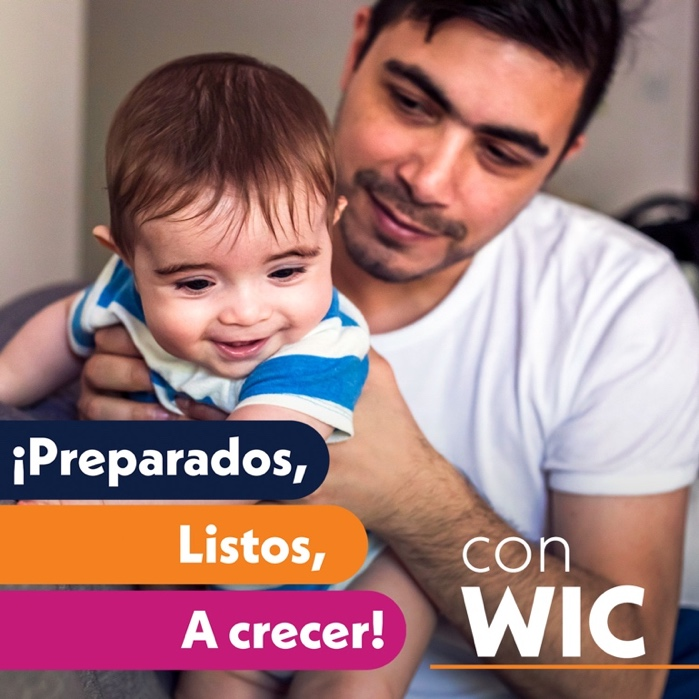 ¡Preparados,
Listos,
A crecer!
con
WIC